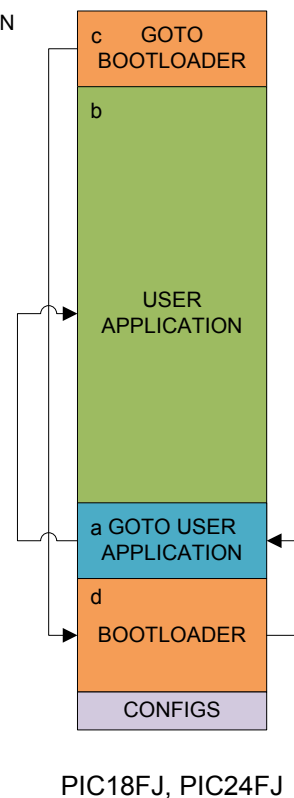 N
c GOTO
BOOTLOADER
b
USER
APPLICATION
a GOTO USER
APPLICATION
d
BOOTLOADER
CONFIGS
PIC18FJ, PIC24FJ